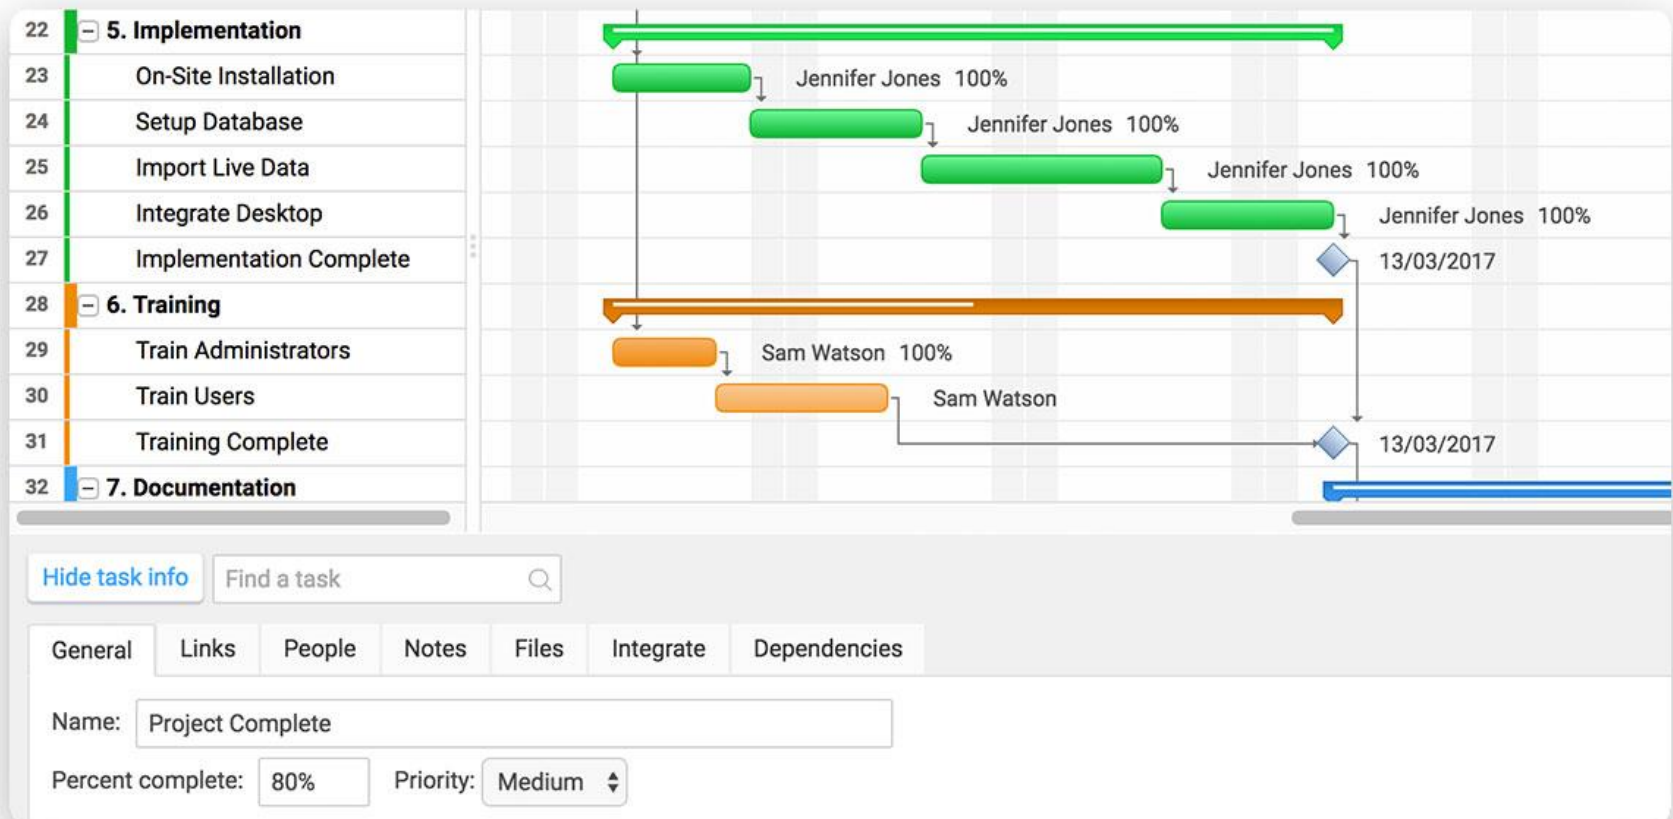 22 5. Implementation
23 On-Site Installation Jennifer Jones 100%
24 Setup Database Jennifer Jones 100%
25 Import Live Data Jennifer Jones 100%
26 Integrate Desktop Jennifer Jones 100%
27 Implementation Complete 13/03/2017
28 6. Training
29 Train Administrators Sam Watson 100%
30 Train Users Sam Watson
31 Training Complete 13/03/2017
32 7. Documentation
Hide task info Find a task
General Links People Notes Files Integrate Dependencies
Name: Project Complete
Percent complete: 80% Priority: Medium